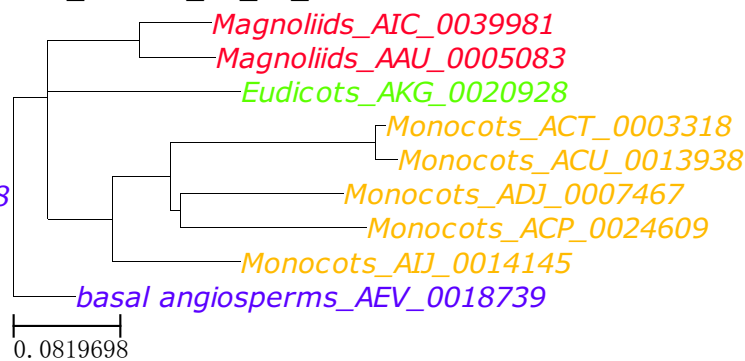 Magnoliids_AIC_0039981
Magnoliids_AAU_0005083
Eudicots_AKG_0020928
Monocots_ACT_0003318
Monocots_ACU_0013938
Monocots_ADJ_0007467
Monocots_ACP_0024609
Monocots_AIJ_0014145
basal angiosperms_AEV_0018739
0.0819698